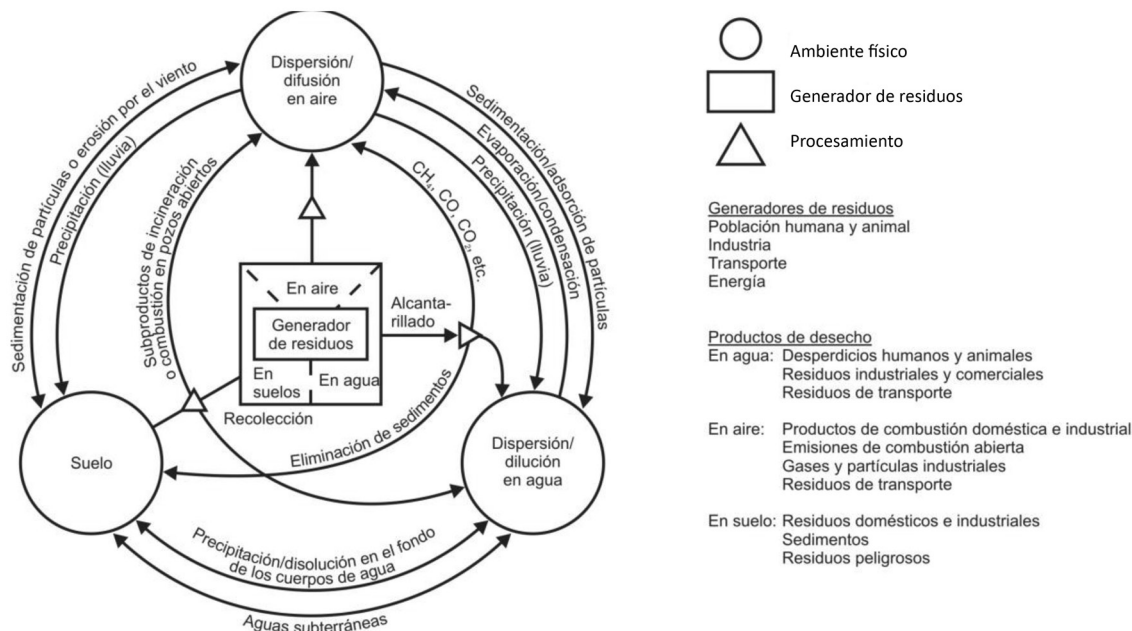 Dispersión/
difusión
en aire
Sedimentación de partículas o erosión por el viento
Precipitación (lluvia)
Subproductos de incineración
o combustión en pozos abiertos
CH₄, CO, CO₂, etc.
Precipitación (lluvia)
Evaporación/condensación
Sedimentación/adsorción de partículas
En aire
Generador
de residuos
En
suelos
En agua
Alcanta-
rillado
Recolección
Eliminación de sedimentos
Suelo
Dispersión/
dilución
en agua
Precipitación/disolución en el fondo
de los cuerpos de agua
Aguas subterráneas
Ambiente físico
Generador de residuos
Procesamiento
Generadores de residuos
Población humana y animal
Industria
Transporte
Energía
Productos de desecho
En agua: Desperdicios humanos y animales
Residuos industriales y comerciales
Residuos de transporte
En aire: Productos de combustión doméstica e industrial
Emisiones de combustión abierta
Gases y partículas industriales
Residuos de transporte
En suelo: Residuos domésticos e industriales
Sedimentos
Residuos peligrosos